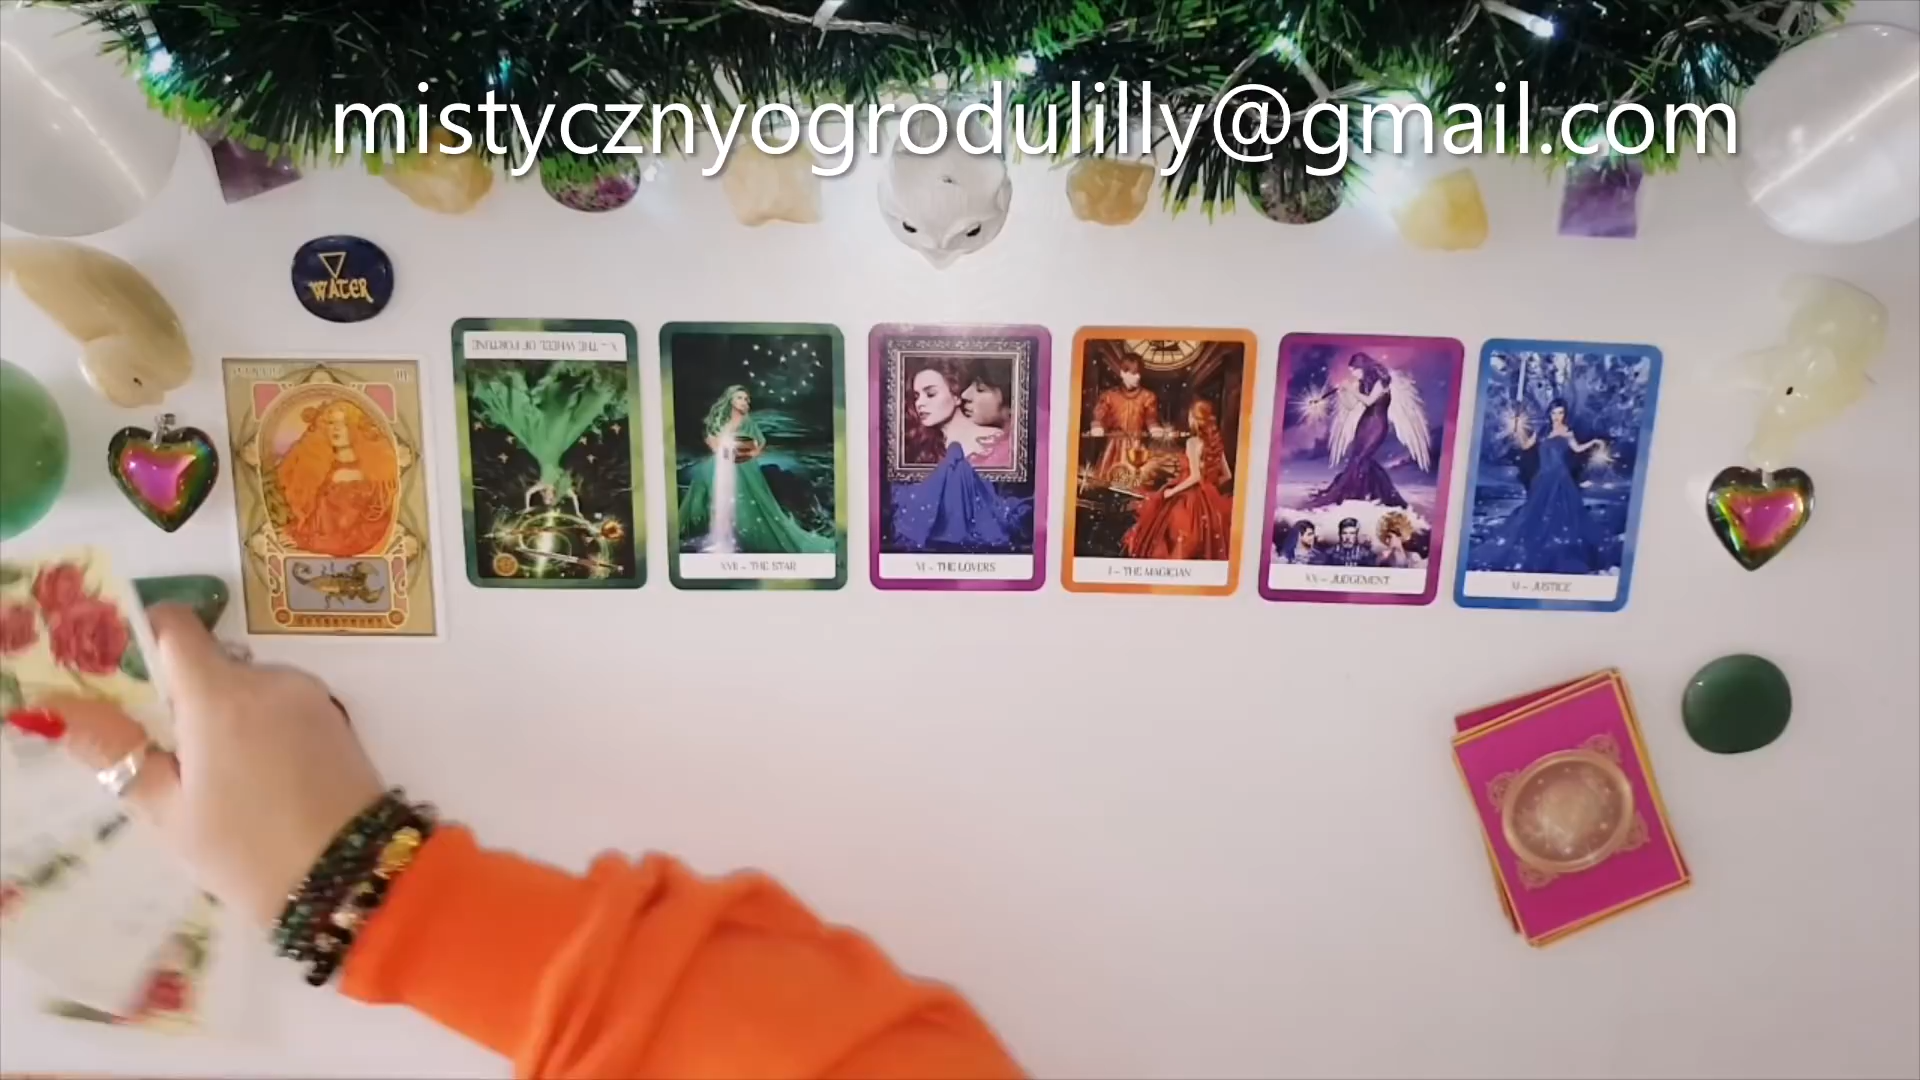 mistycznyogrodulilly@gmail.com
WATER
X ~ THE WHEEL OF FORTUNE
XVII ~ THE STAR
VI ~ THE LOVERS
I ~ THE MAGICIAN
XX ~ JUDGEMENT
XI ~ JUSTICE